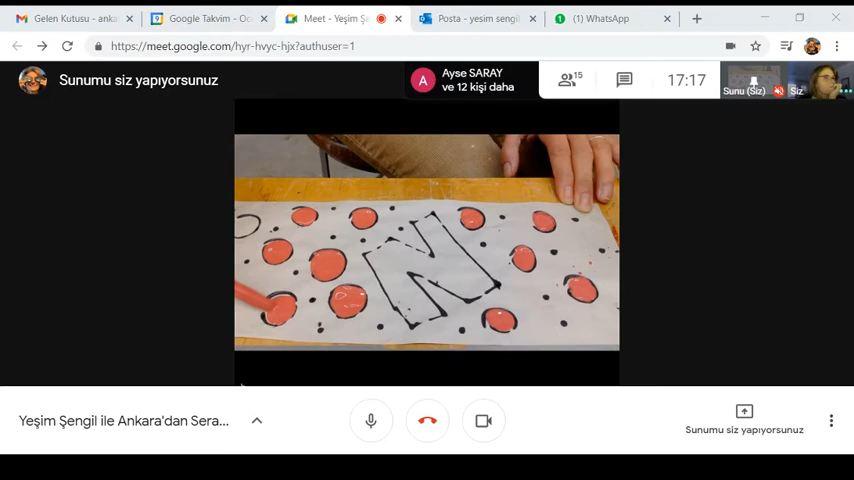 Gelen Kutusu - anka
Google Takvim - Oca
Meet - Yeşim Şe
Posta - yesim sengil
(1) WhatsApp
https://meet.google.com/hyr-hvyc-hjx?authuser=1
Sunumu siz yapıyorsunuz
A
Ayse SARAY
ve 12 kişi daha
15
17:17
Sunu (Siz)
Siz
N
Yeşim Şengil ile Ankara'dan Sera...
Sunumu siz yapıyorsunuz